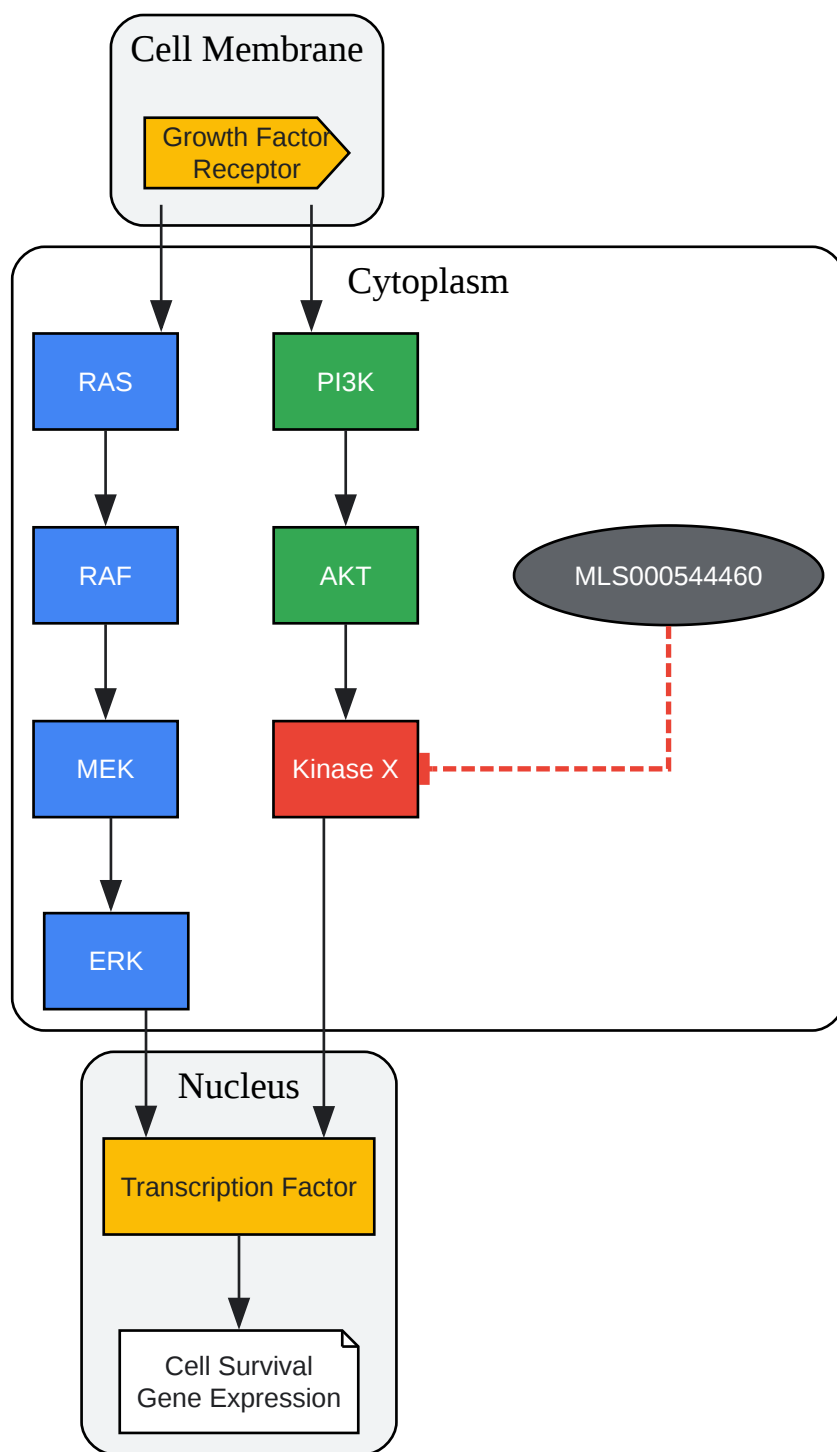 Cell Membrane
Growth Factor
Receptor
Cytoplasm
RAS
PI3K
RAF
AKT
MLS000544460
MEK
Kinase X
ERK
Nucleus
Transcription Factor
Cell Survival
Gene Expression